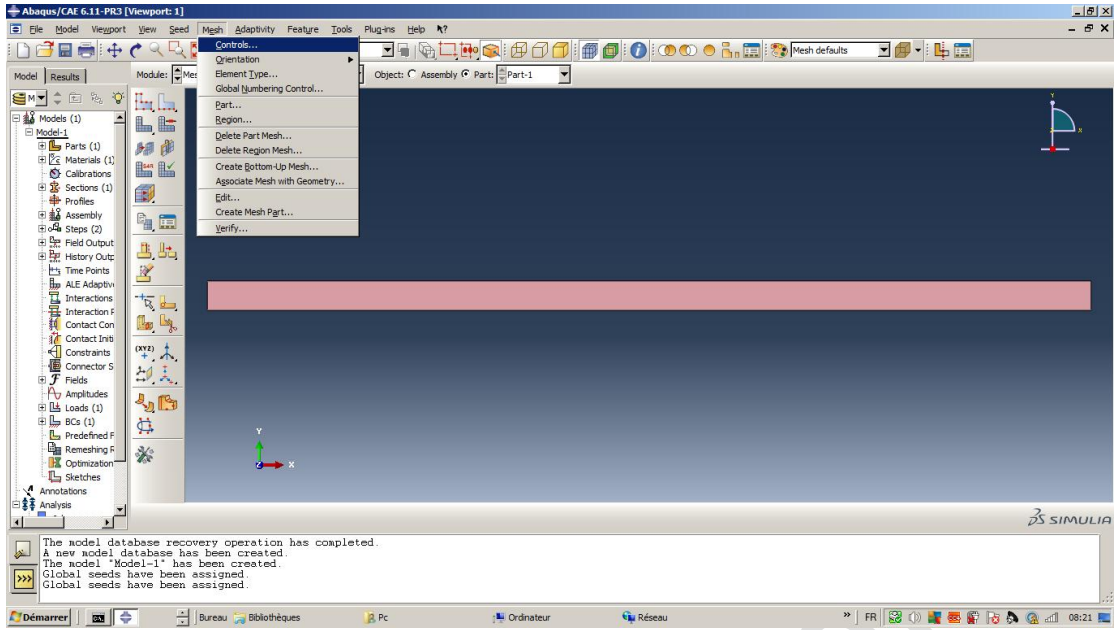 Abaqus/CAE 6.11-PR3 [Viewport: 1]
File Model Viewport View Seed Mesh Adaptivity Feature Tools Plug-ins Help
Mesh defaults
Model Results Module: Mes Object: Assembly Part: Part-1
Controls...
Orientation
Element Type...
Global Numbering Control...
Part...
Region...
Delete Part Mesh...
Delete Region Mesh...
Create Bottom-Up Mesh...
Associate Mesh with Geometry...
Edit...
Create Mesh Part...
Verify...
M
Models (1)
Model-1
Parts (1)
Materials (1)
Calibrations
Sections (1)
Profiles
Assembly
Steps (2)
Field Output
History Outp
Time Points
ALE Adaptiv
Interactions
Interaction P
Contact Con
Contact Initi
Constraints
Connector S
Fields
Amplitudes
Loads (1)
BCs (1)
Predefined F
Remeshing R
Optimization
Sketches
Annotations
Analysis
(XYZ)
Y
X
Y
Z X
SIMULIA
The model database recovery operation has completed.
A new model database has been created.
The model "Model-1" has been created.
Global seeds have been assigned.
Global seeds have been assigned.
Démarrer Bureau Bibliothèques Pc Ordinateur Réseau FR 08:21